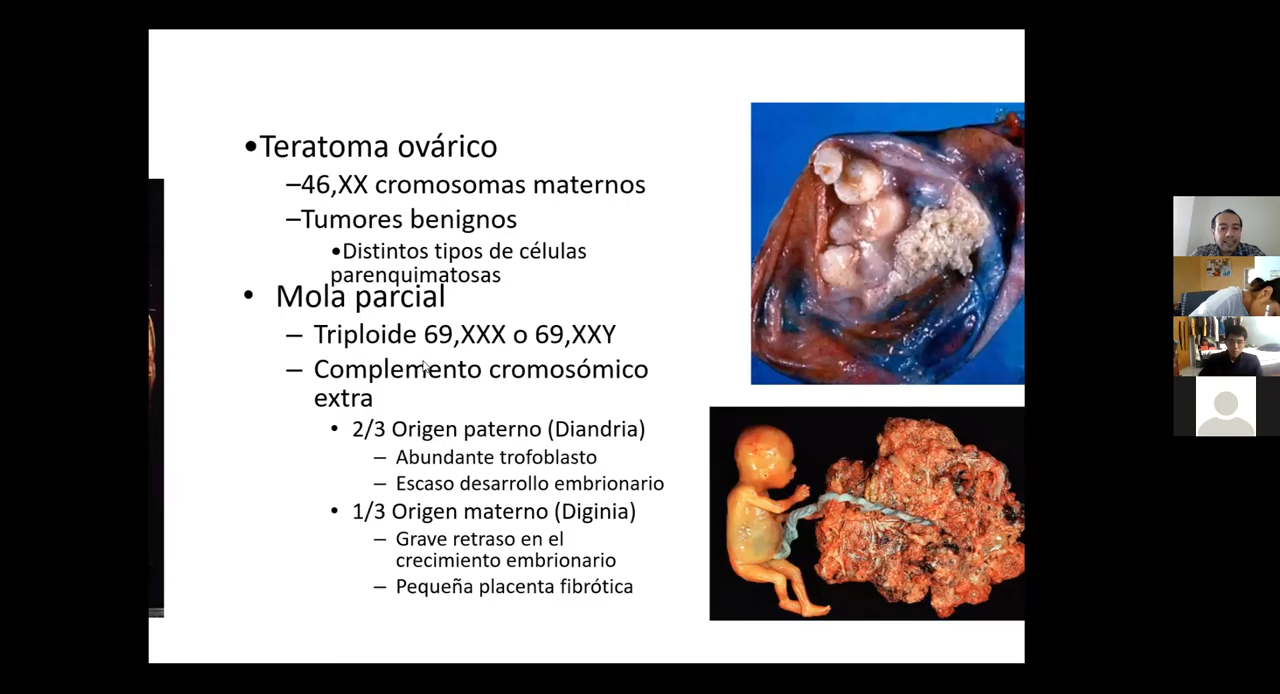 •Teratoma ovárico
–46,XX cromosomas maternos
–Tumores benignos
•Distintos tipos de células
parenquimatosas
• Mola parcial
– Triploide 69,XXX o 69,XXY
– Complemento cromosómico
extra
• 2/3 Origen paterno (Diandria)
– Abundante trofoblasto
– Escaso desarrollo embrionario
• 1/3 Origen materno (Diginia)
– Grave retraso en el
crecimiento embrionario
– Pequeña placenta fibrótica